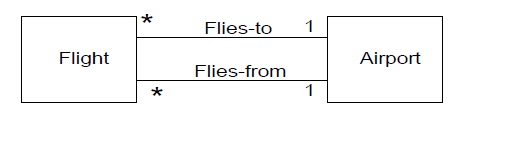 * Flies-to 1
Flight Airport
Flies-from
* 1